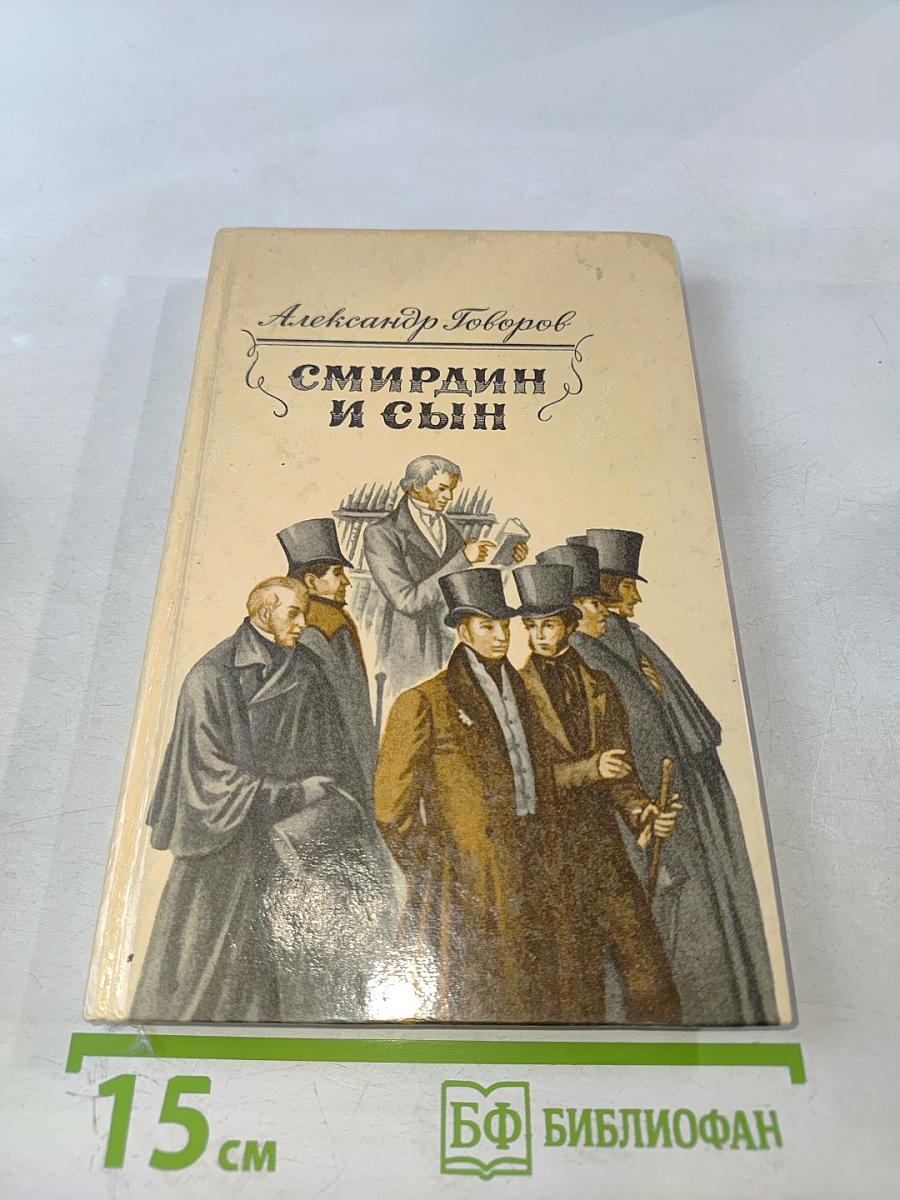 Александр Говоров
СМИРДИН
И СЫН
15 см
БФ БИБЛИОФАН